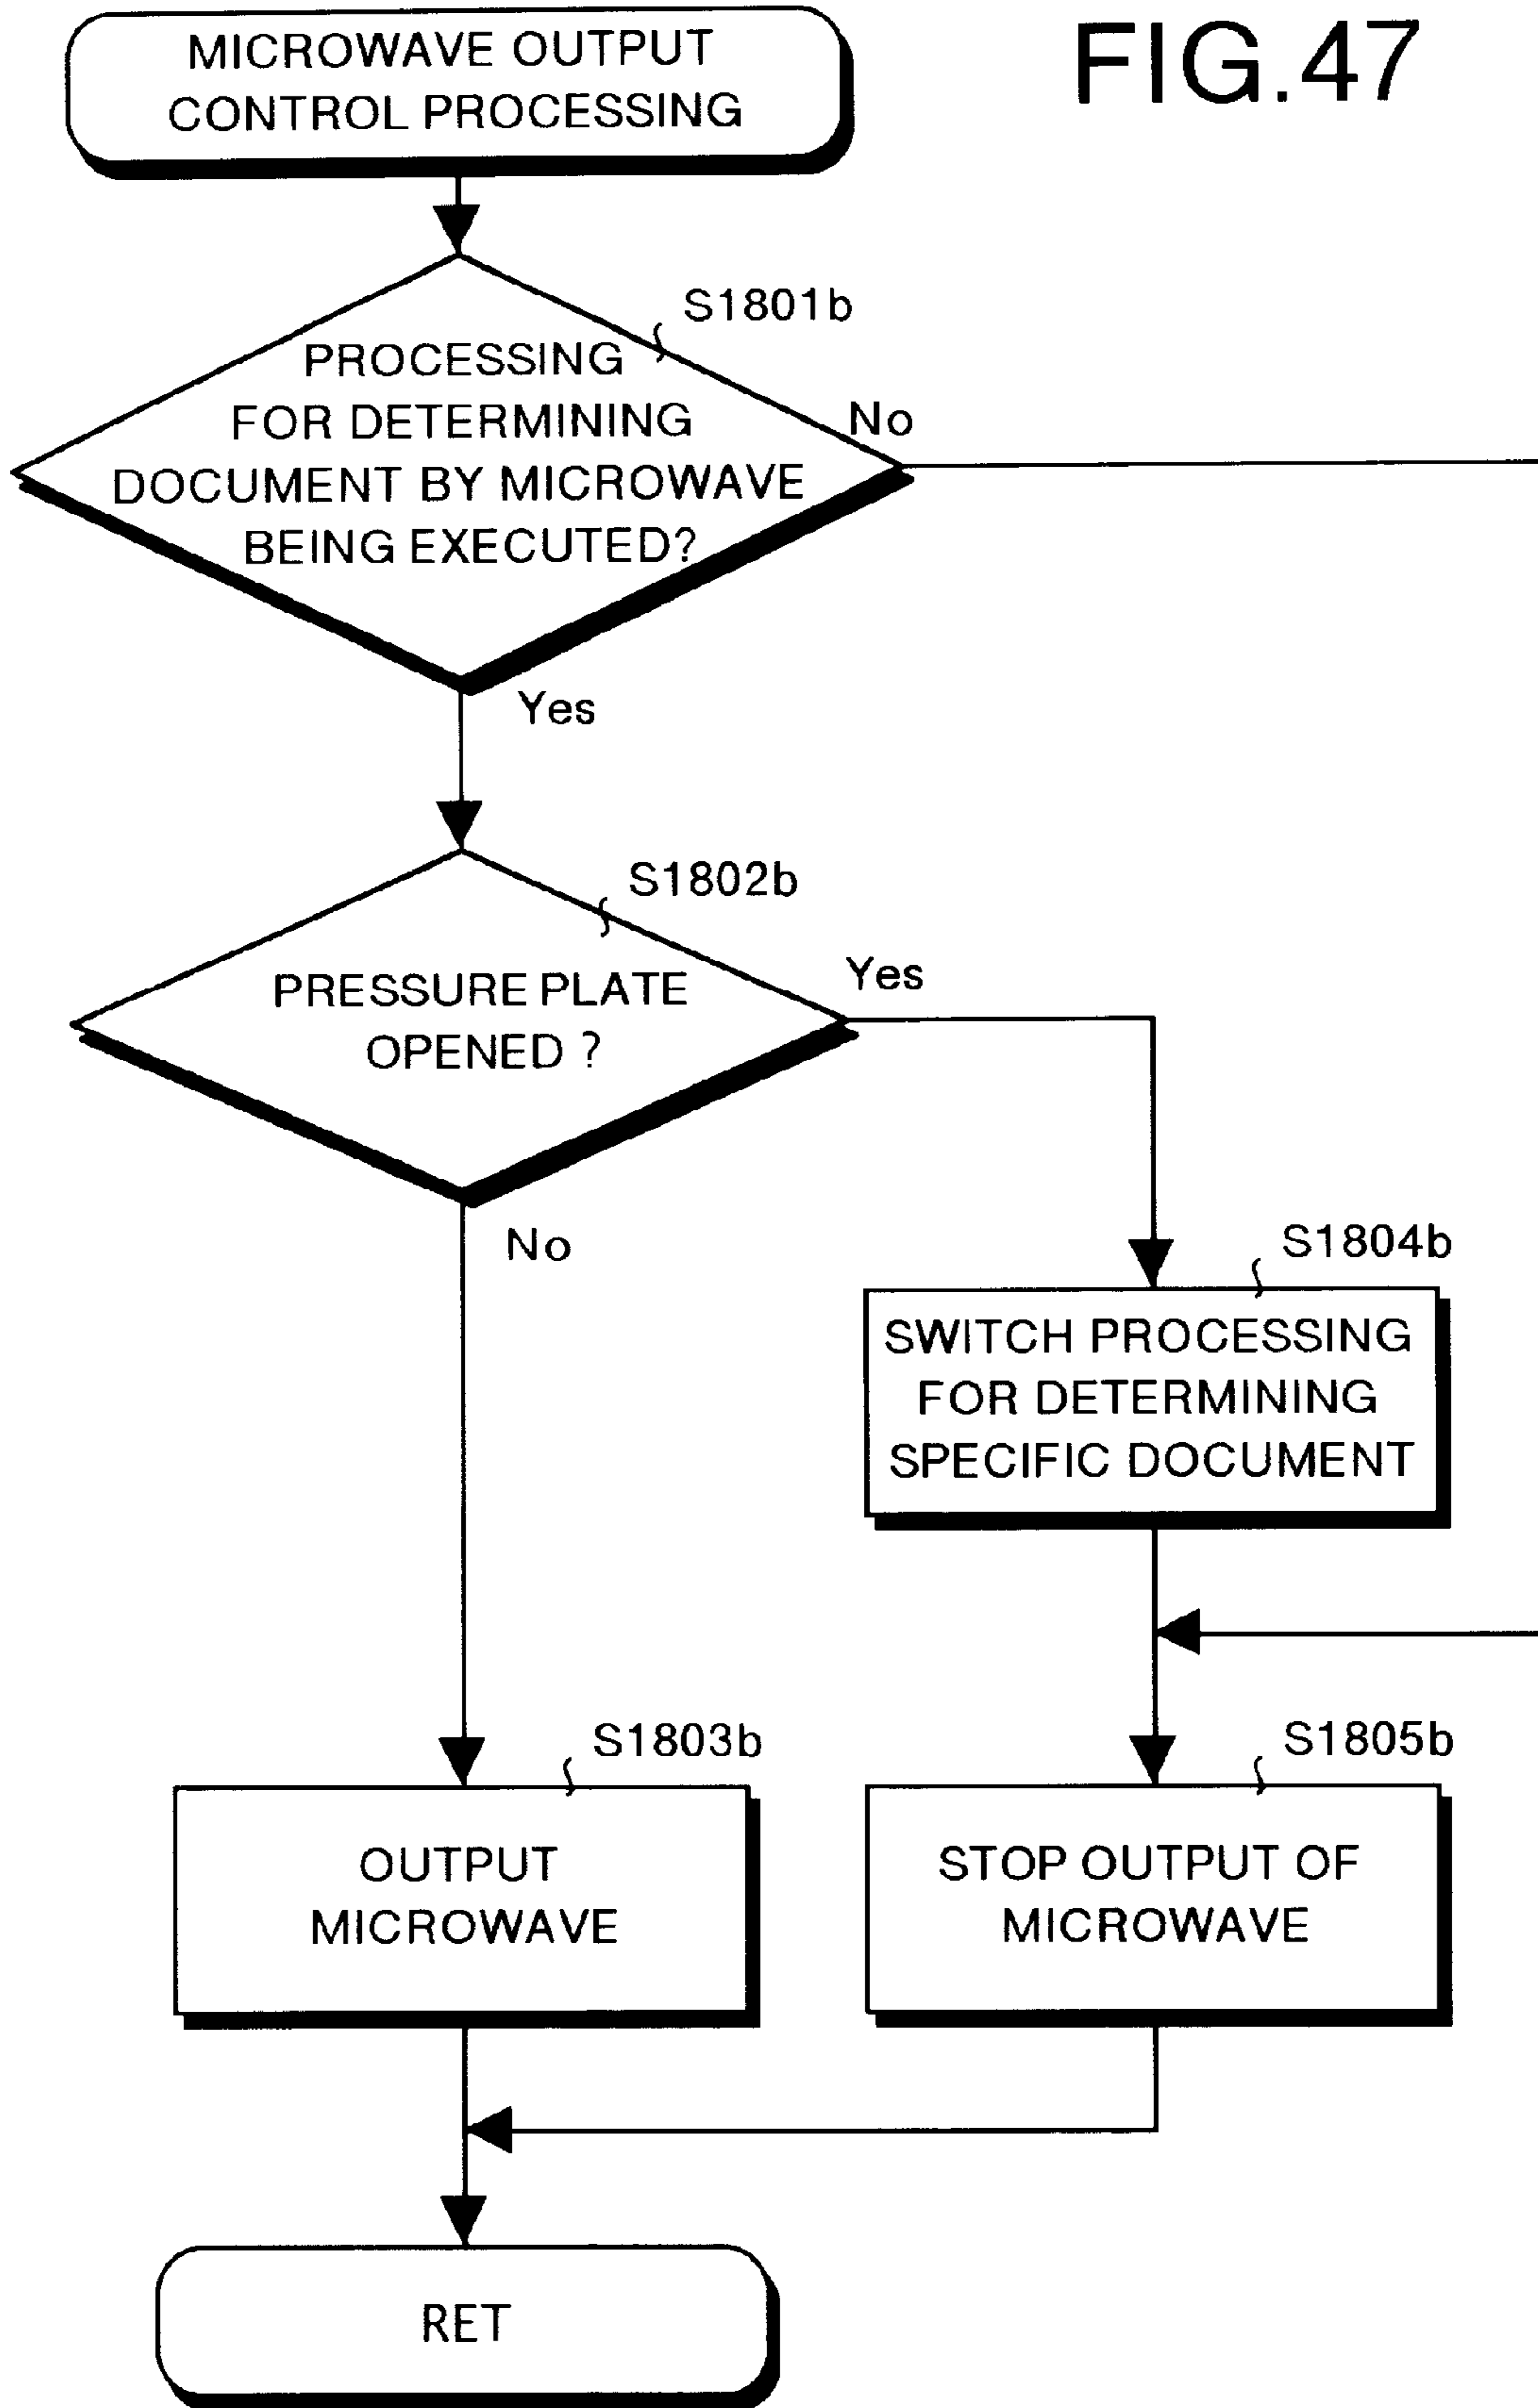 FIG.47
MICROWAVE OUTPUT
CONTROL PROCESSING
S1801b
PROCESSING
FOR DETERMINING
DOCUMENT BY MICROWAVE
BEING EXECUTED?
No
Yes
S1802b
PRESSURE PLATE
OPENED ?
Yes
No
S1804b
SWITCH PROCESSING
FOR DETERMINING
SPECIFIC DOCUMENT
S1803b
OUTPUT
MICROWAVE
S1805b
STOP OUTPUT OF
MICROWAVE
RET